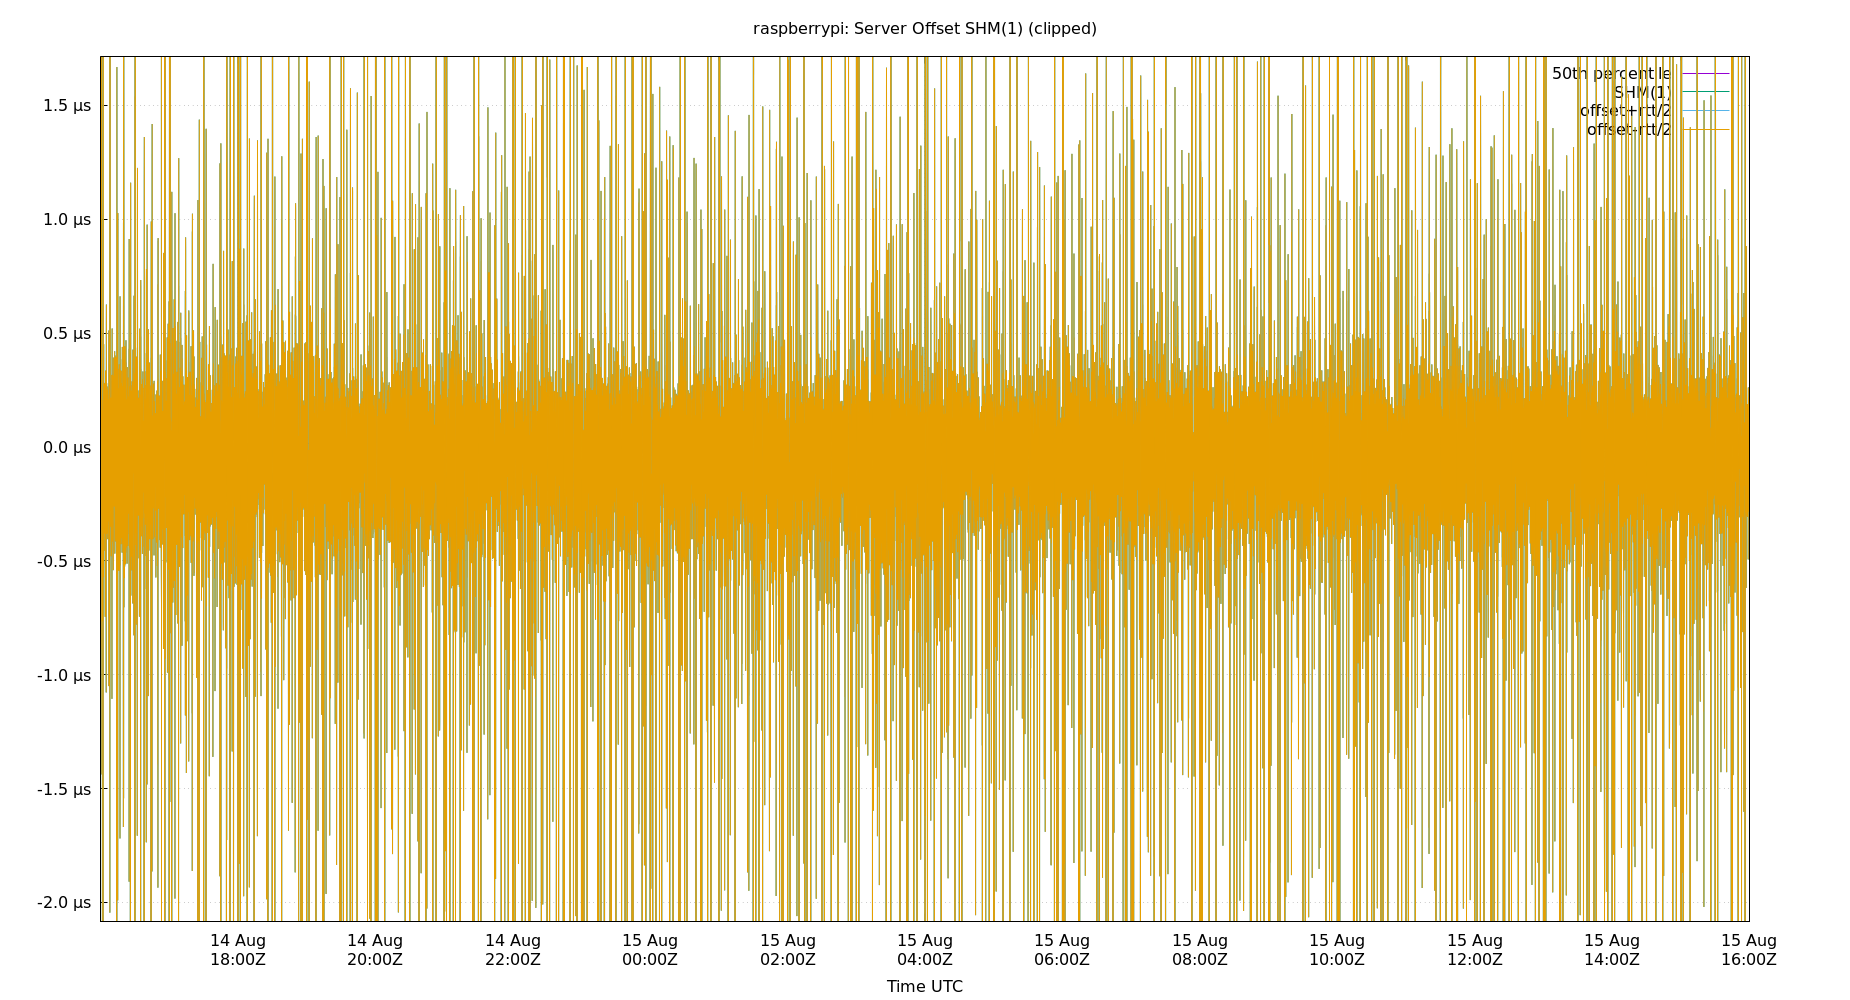 raspberrypi: Server Offset SHM(1) (clipped)
50th percentile
SHM(1)
offset+rtt/2
offset-rtt/2
1.5 µs
1.0 µs
0.5 µs
0.0 µs
-0.5 µs
-1.0 µs
-1.5 µs
-2.0 µs
14 Aug 14 Aug 14 Aug 15 Aug 15 Aug 15 Aug 15 Aug 15 Aug 15 Aug 15 Aug 15 Aug 15 Aug
18:00Z 20:00Z 22:00Z 00:00Z 02:00Z 04:00Z 06:00Z 08:00Z 10:00Z 12:00Z 14:00Z 16:00Z
Time UTC